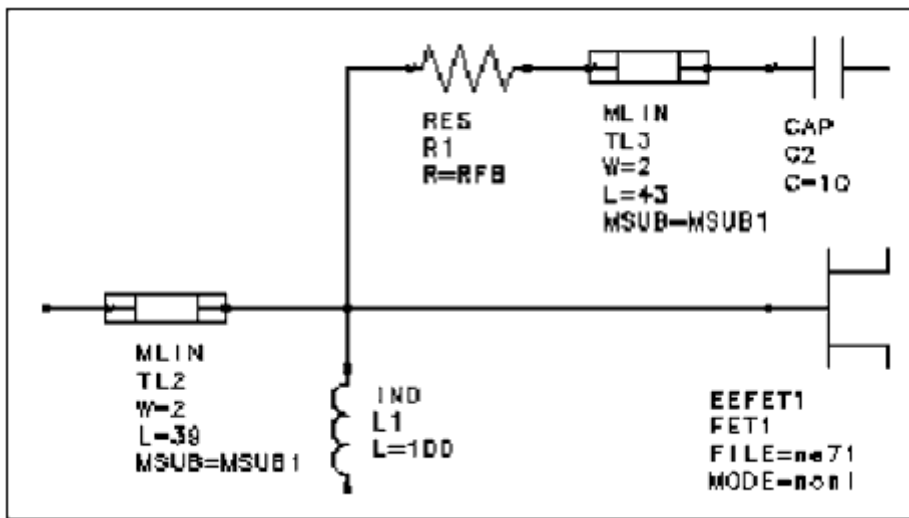 RES
R1
R=RFB
MLIN
TL3
W=2
L=43
MSUB=MSUB1
CAP
C2
C=10
MLIN
TL2
W=2
L=39
MSUB=MSUB1
IND
L1
L=100
EEFET1
FET1
FILE=ne71
MODE=nonl